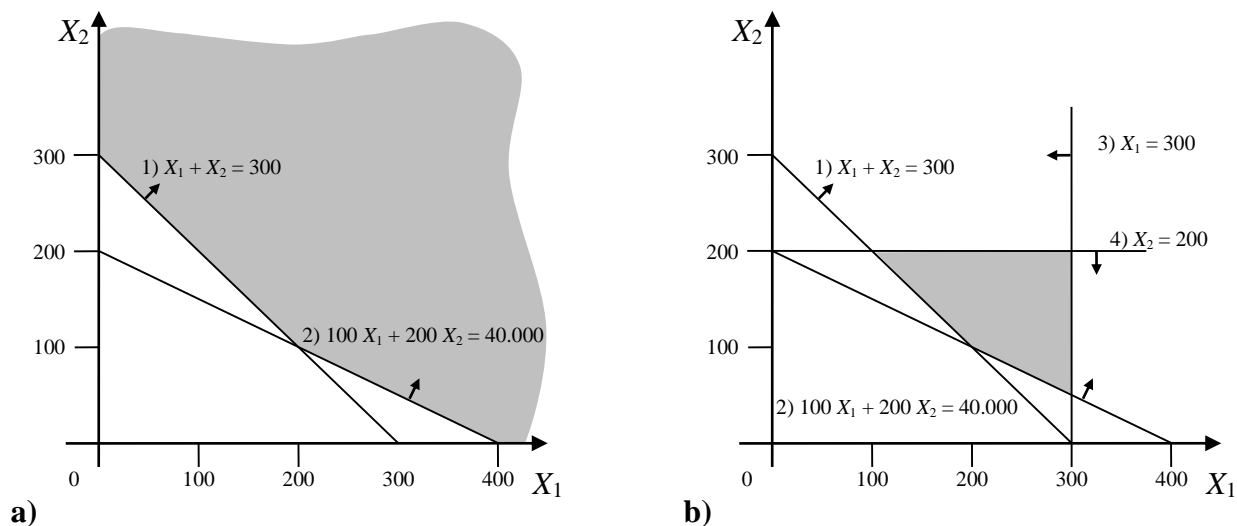 X₂
300
200
100
0
100
200
300
400
X₁
1) X₁ + X₂ = 300
2) 100 X₁ + 200 X₂ = 40.000
a)
X₂
300
200
100
0
100
200
300
400
X₁
1) X₁ + X₂ = 300
3) X₁ = 300
4) X₂ = 200
2) 100 X₁ + 200 X₂ = 40.000
b)